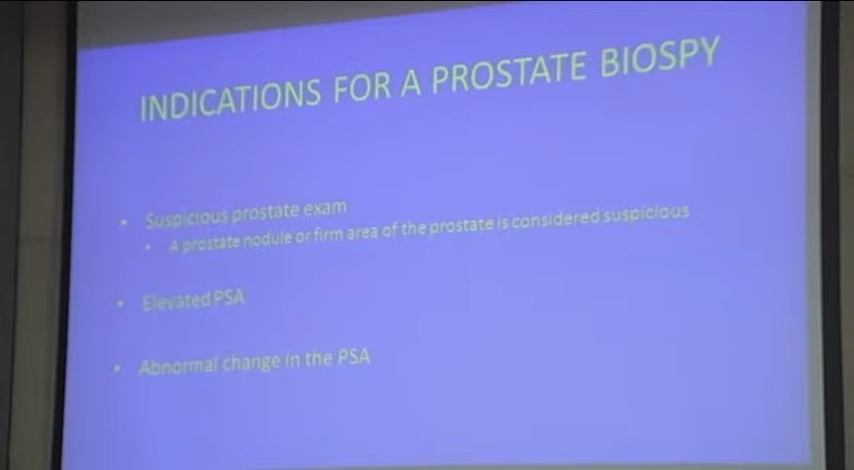 INDICATIONS FOR A PROSTATE BIOSPY
• Suspicious prostate exam
• A prostate nodule or firm area of the prostate is considered suspicious
• Elevated PSA
• Abnormal change in the PSA